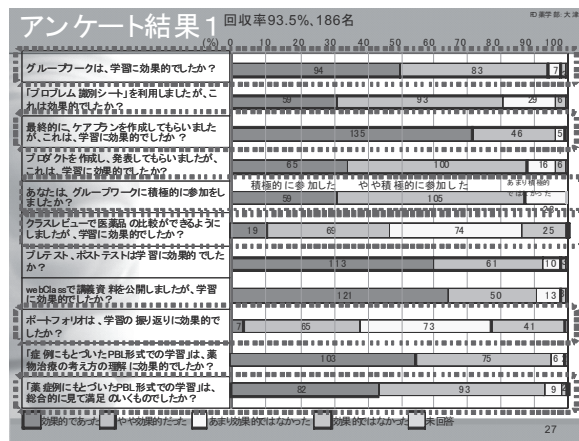 アンケート結果1 回収率93.5%,186名
の薬学部:大津
(%) 0 10 20 30 40 50 60 70 80 90 100
グループワークは、学習に効果的でしたか?
94 83 7
「プロブレム識別シート」を利用しましたが、こ
れは効果的でしたか?
59 93 29 6
最終的に、ケアプランを作成してもらいました
が、これは、学習に効果的でしたか?
135 46 5
プロダクトを作成し、発表してもらいましたが、
これは、学習に効果的でしたか?
65 100 16 6
あなたは、グループワークに積極的に参加を
しましたか?
積極的に参加した やや積極的に参加した あまり積極的
ではなかった
59 105
クラスレビューで医薬品の比較ができるように
しましたが、学習に効果的でしたか?
19 69 74 25
プレテスト、ポストテストは学習に効果的でした
か?
113 61 10
webClassで講義資料を公開しましたが、学習
に効果的でしたか?
121 50 13
ポートフォリオは、学習の振り返りに効果的で
したか?
7 65 73 41
「症例にもとづいたPBL形式での学習」は、薬
物治療の考え方の理解に効果的でしたか?
103 75 6
「薬症例にもとづいたPBL形式での学習」は、
総合的に見て満足のいくものでしたか?
82 93 9
効果的であった やや効果的だった あまり効果的ではなかった 効果的ではなかった 未回答
27